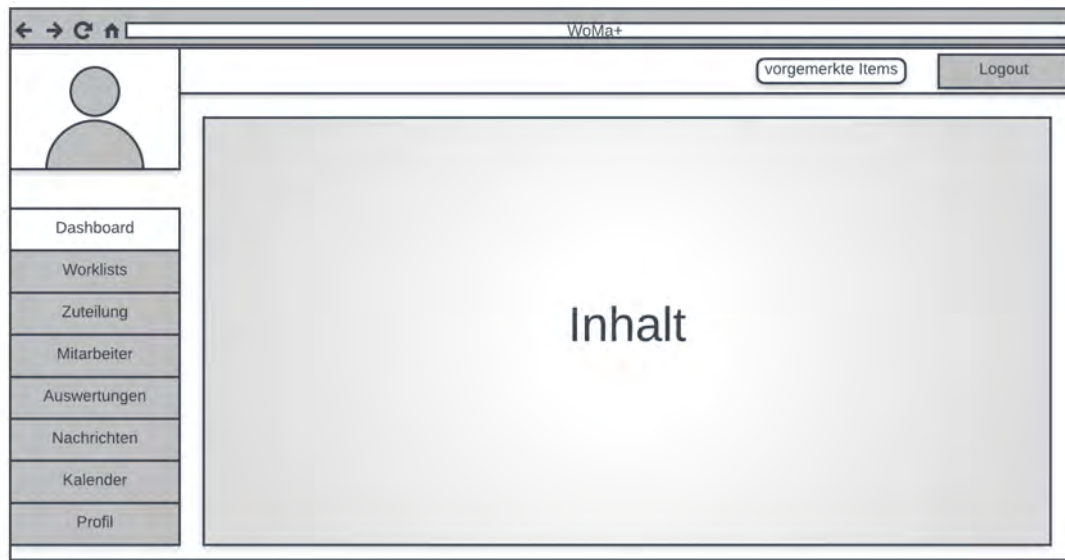 WoMa+
vorgemerkte Items
Logout
Dashboard
Worklists
Zuteilung
Mitarbeiter
Auswertungen
Nachrichten
Kalender
Profil
Inhalt